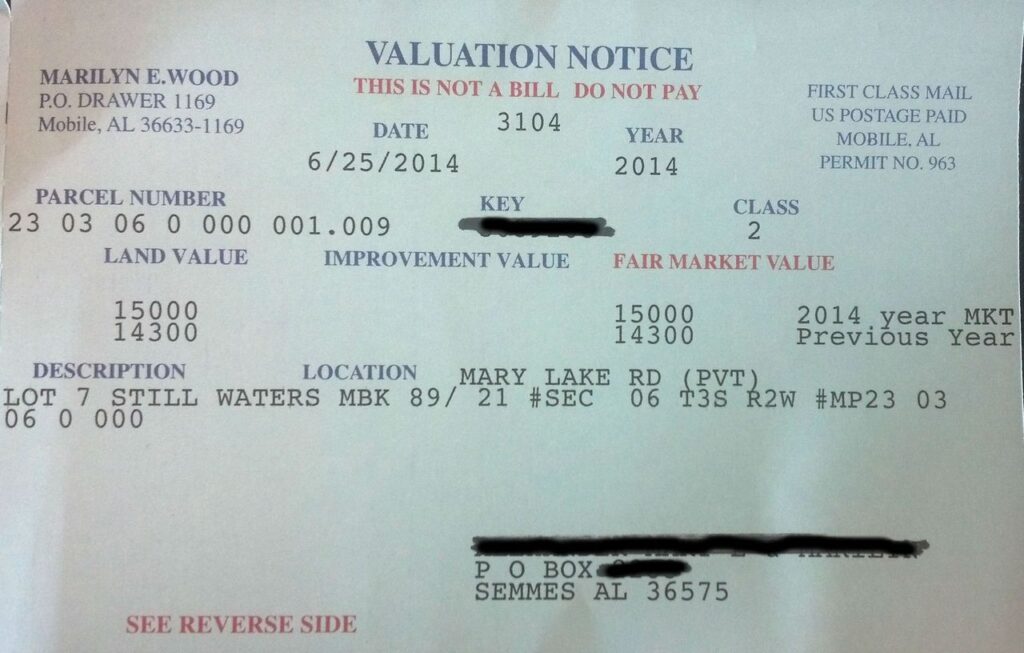 VALUATION NOTICE
MARILYN E.WOOD
P.O. DRAWER 1169
Mobile, AL 36633-1169
THIS IS NOT A BILL DO NOT PAY
FIRST CLASS MAIL
US POSTAGE PAID
MOBILE, AL
PERMIT NO. 963
DATE 3104 YEAR
6/25/2014 2014
PARCEL NUMBER KEY CLASS
23 03 06 0 000 001.009 2
LAND VALUE IMPROVEMENT VALUE FAIR MARKET VALUE
15000 15000 2014 year MKT
14300 14300 Previous Year
DESCRIPTION LOCATION MARY LAKE RD (PVT)
LOT 7 STILL WATERS MBK 89/ 21 #SEC 06 T3S R2W #MP23 03
06 0 000
P O BOX
SEMMES AL 36575
SEE REVERSE SIDE